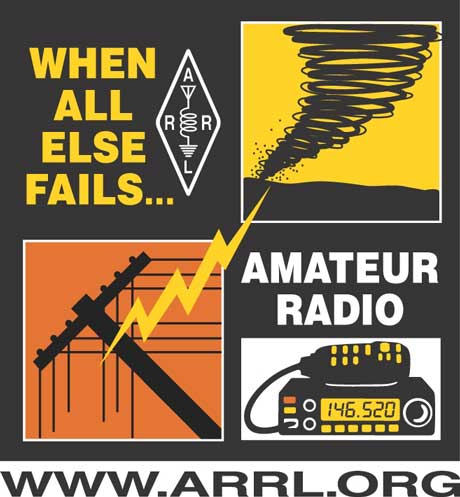 WHEN
ALL
ELSE
FAILS...
A
R R
L
AMATEUR
RADIO
146.520
WWW.ARRL.ORG